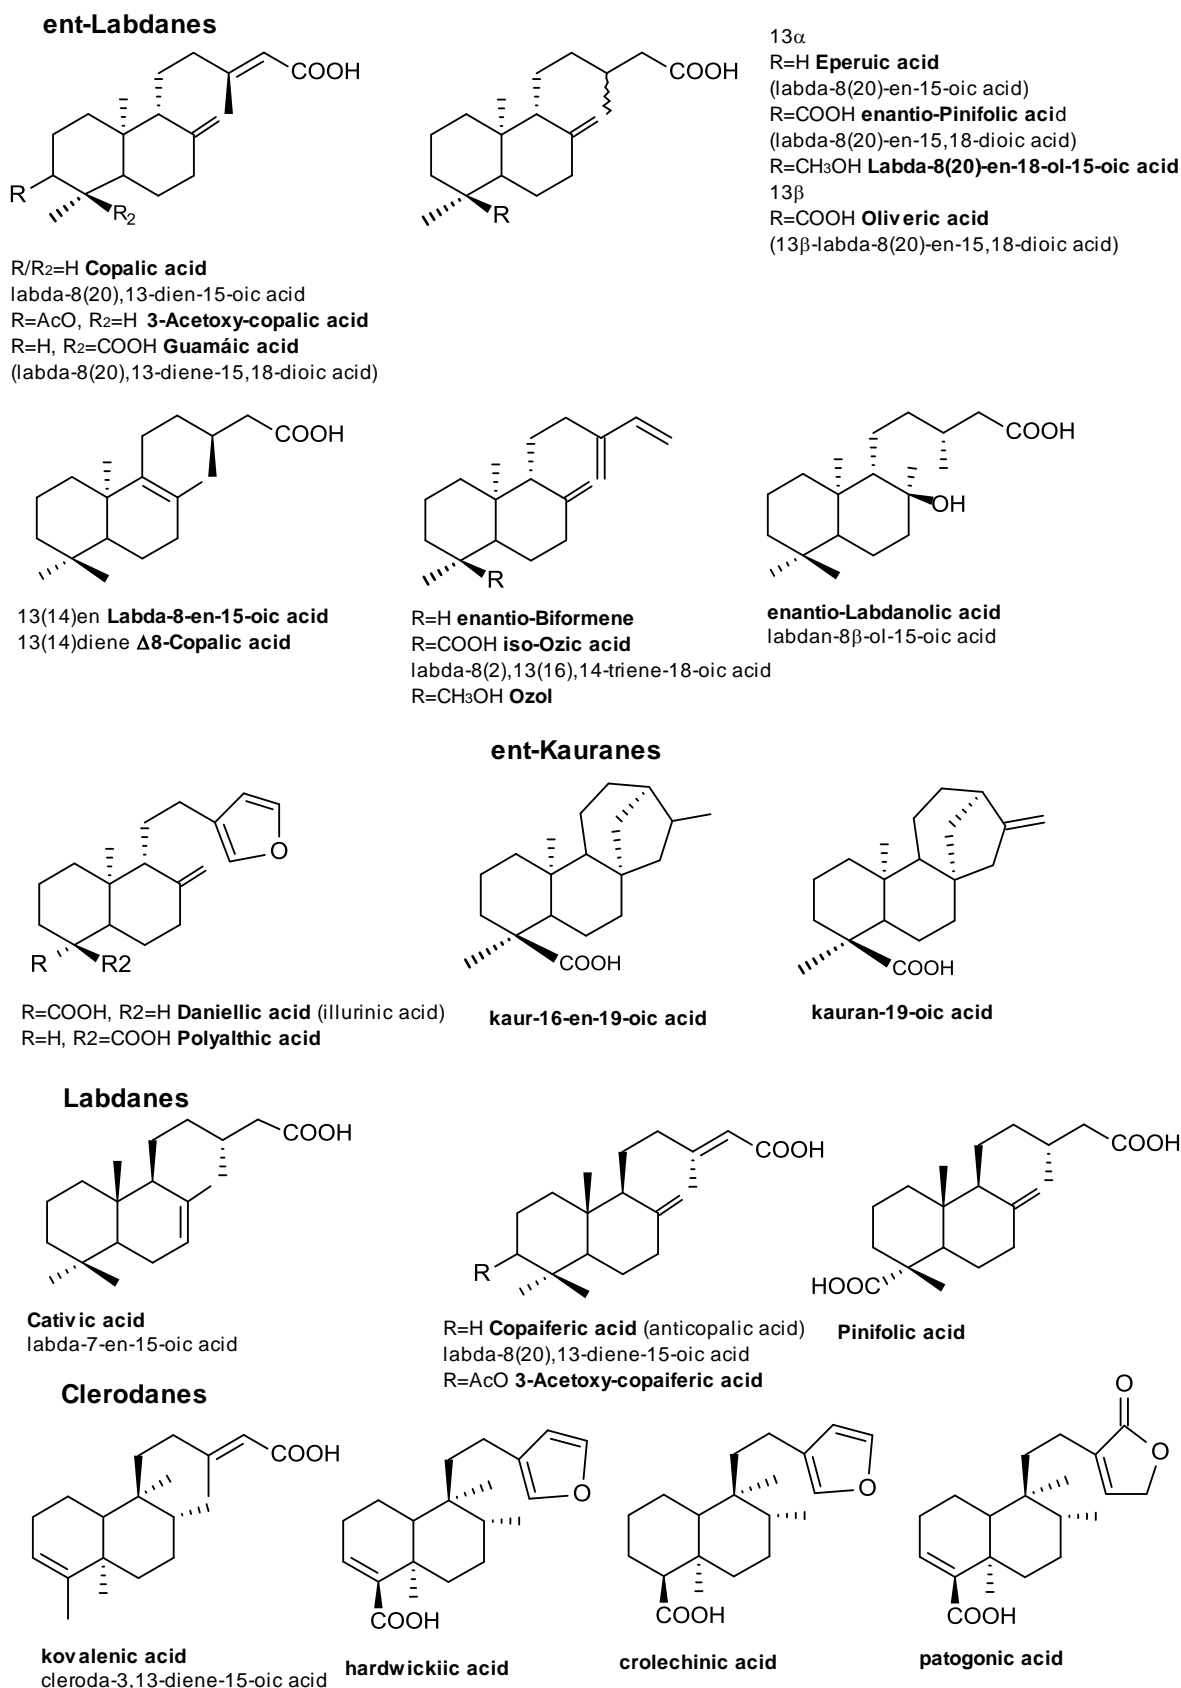 ent-Labdanes
COOH
R
R2
R/R2=H Copalic acid
labda-8(20),13-dien-15-oic acid
R=AcO, R2=H 3-Acetoxy-copalic acid
R=H, R2=COOH Guamáic acid
(labda-8(20),13-diene-15,18-dioic acid)
COOH
R
13α
R=H Eperuic acid
(labda-8(20)-en-15-oic acid)
R=COOH enantio-Pinifolic acid
(labda-8(20)-en-15,18-dioic acid)
R=CH3OH Labda-8(20)-en-18-ol-15-oic acid
13β
R=COOH Oliveric acid
(13β-labda-8(20)-en-15,18-dioic acid)
COOH
13(14)en Labda-8-en-15-oic acid
13(14)diene Δ8-Copalic acid
R
R=H enantio-Biformene
R=COOH iso-Ozic acid
labda-8(2),13(16),14-triene-18-oic acid
R=CH3OH Ozol
COOH
OH
enantio-Labdanolic acid
labdan-8β-ol-15-oic acid
ent-Kauranes
O
R
R2
R=COOH, R2=H Daniellic acid (illurinic acid)
R=H, R2=COOH Polyalthic acid
COOH
kaur-16-en-19-oic acid
COOH
kauran-19-oic acid
Labdanes
COOH
Cativic acid
labda-7-en-15-oic acid
COOH
R
R=H Copaiferic acid (anticopalic acid)
labda-8(20),13-diene-15-oic acid
R=AcO 3-Acetoxy-copaiferic acid
COOH
HOOC
Pinifolic acid
Clerodanes
COOH
kovalenic acid
cleroda-3,13-diene-15-oic acid
O
COOH
hardwickiic acid
O
COOH
crolechinic acid
O
O
COOH
patogonic acid